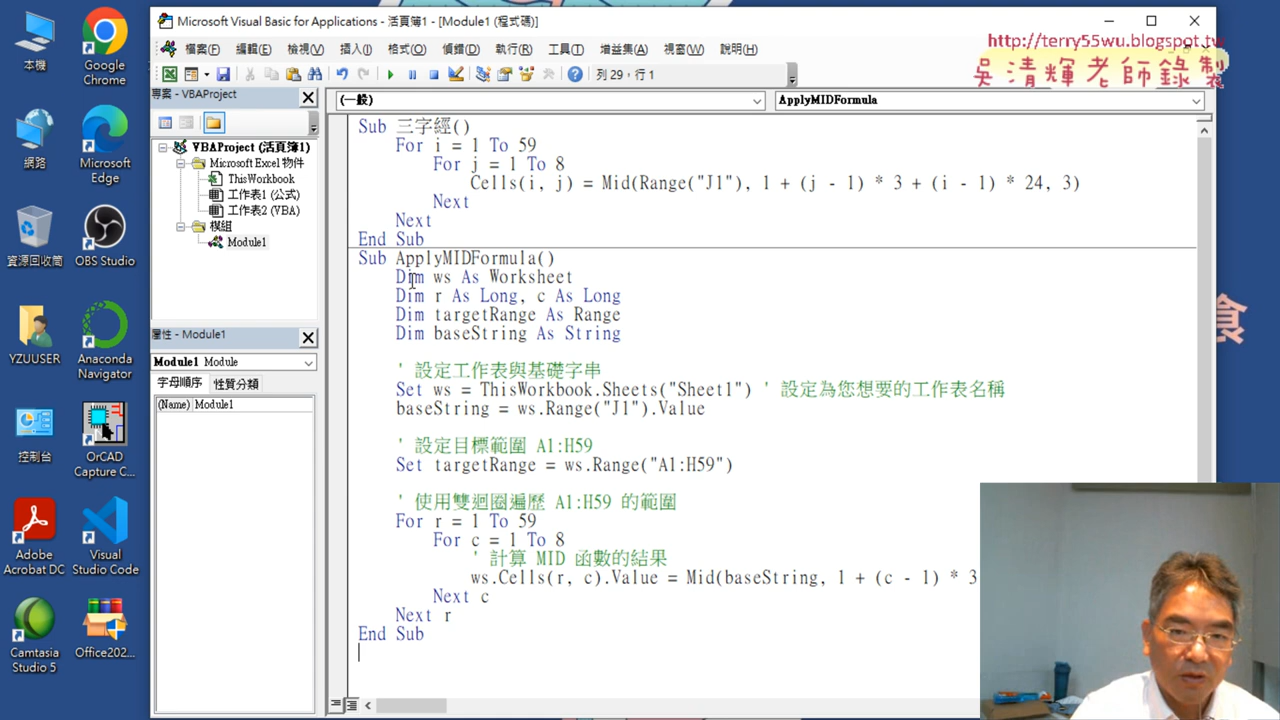 Microsoft Visual Basic for Applications - 活頁簿1 - [Module1 (程式碼)]
檔案(F) 編輯(E) 檢視(V) 插入(I) 格式(O) 偵錯(D) 執行(R) 工具(T) 增益集(A) 視窗(W) 說明(H)
http://terry55wu.blogspot.tw
吳清輝老師錄製
列 29，行 1
專案 - VBAProject
(一般)
ApplyMIDFormula
VBAProject (活頁簿1)
Microsoft Excel 物件
ThisWorkbook
工作表1 (公式)
工作表2 (VBA)
模組
Module1
屬性 - Module1
Module1 Module
字母順序 性質分類
(Name) Module1
Sub 三字經()
For i = 1 To 59
For j = 1 To 8
Cells(i, j) = Mid(Range("J1"), 1 + (j - 1) * 3 + (i - 1) * 24, 3)
Next
Next
End Sub
Sub ApplyMIDFormula()
Dim ws As Worksheet
Dim r As Long, c As Long
Dim targetRange As Range
Dim baseString As String
' 設定工作表與基礎字串
Set ws = ThisWorkbook.Sheets("Sheet1") ' 設定為您想要的工作表名稱
baseString = ws.Range("J1").Value
' 設定目標範圍 A1:H59
Set targetRange = ws.Range("A1:H59")
' 使用雙迴圈遍歷 A1:H59 的範圍
For r = 1 To 59
For c = 1 To 8
' 計算 MID 函數的結果
ws.Cells(r, c).Value = Mid(baseString, 1 + (c - 1) * 3
Next c
Next r
End Sub
本機
Google Chrome
網路
Microsoft Edge
資源回收筒
OBS Studio
YZUUSER
Anaconda Navigator
控制台
OrCAD Capture C...
Adobe Acrobat DC
Visual Studio Code
Camtasia Studio 5
Office202...
食